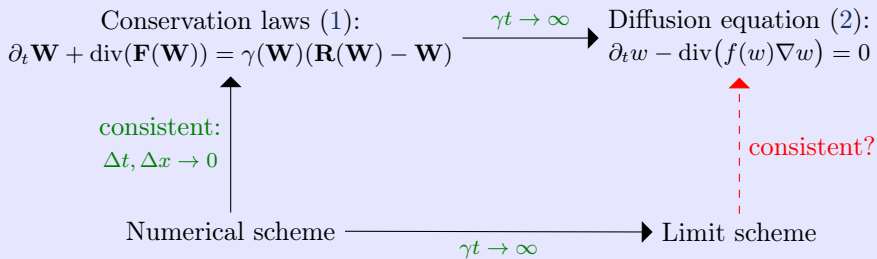 Conservation laws (1):
∂ₜ𝐖 + div(𝐅(𝐖)) = γ(𝐖)(𝐑(𝐖) − 𝐖)
γt → ∞
Diffusion equation (2):
∂ₜw − div(f(w)∇w) = 0
consistent:
Δt, Δx → 0
consistent?
Numerical scheme
γt → ∞
Limit scheme